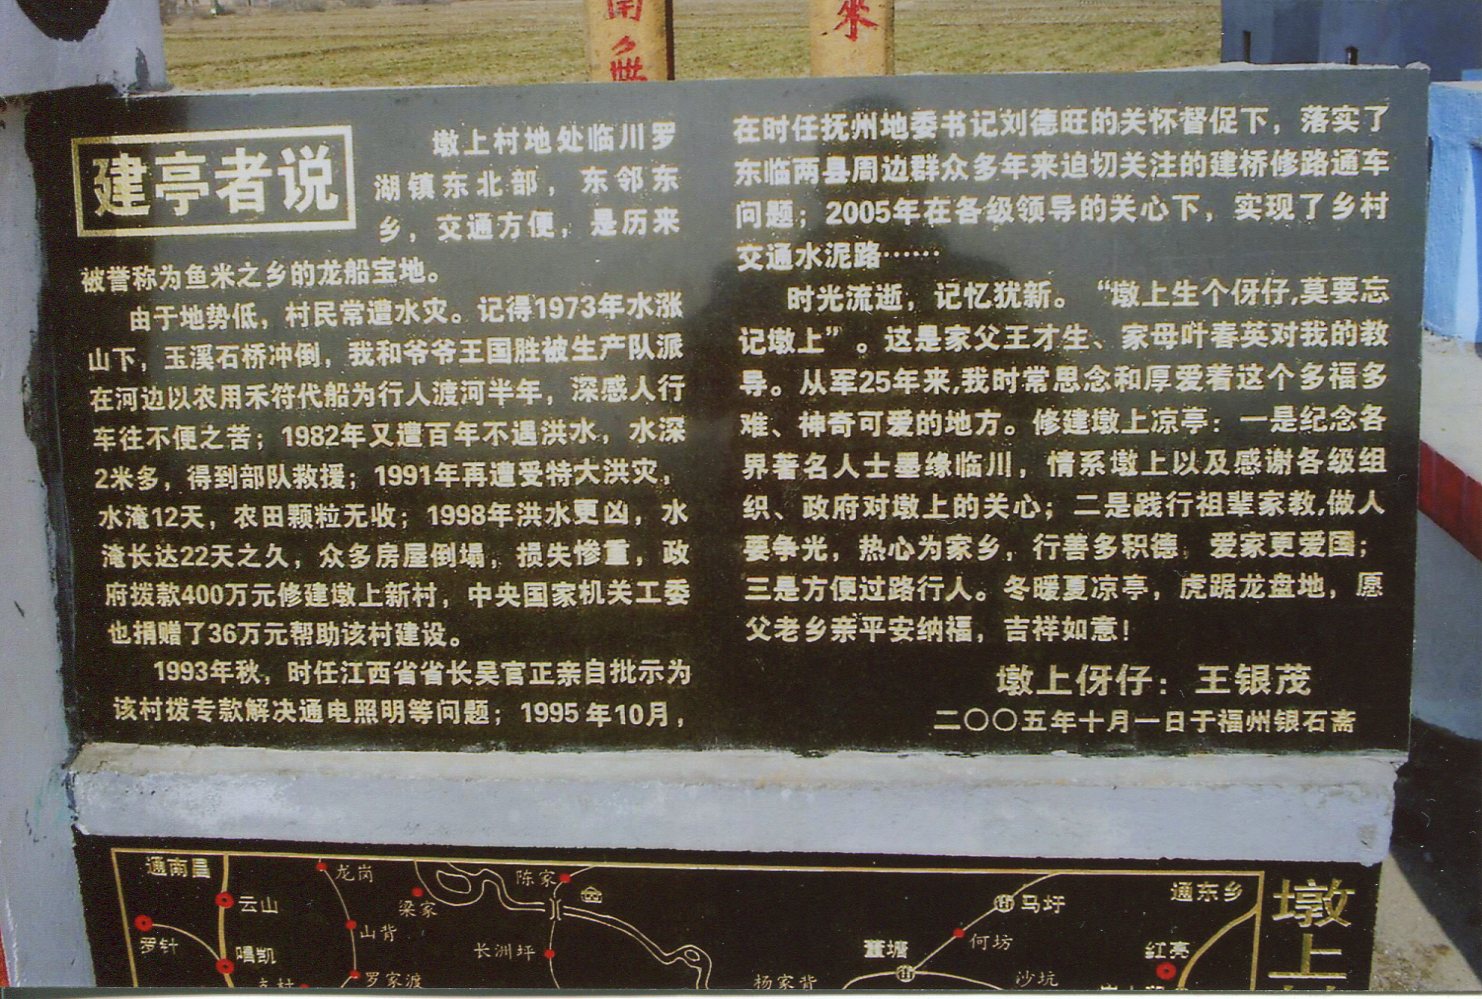 南
來
建亭者说
墩上村地处临川罗
湖镇东北部，东邻东
乡，交通方便，是历来
被誉称为鱼米之乡的龙船宝地。
由于地势低，村民常遭水灾。记得1973年水涨
山下，玉溪石桥冲倒，我和爷爷王国胜被生产队派
在河边以农用禾符代船为行人渡河半年，深感人行
车往不便之苦；1982年又遭百年不遇洪水，水深
2米多，得到部队救援；1991年再遭受特大洪灾，
水淹12天，农田颗粒无收；1998年洪水更凶，水
淹长达22天之久，众多房屋倒塌，损失惨重，政
府拨款400万元修建墩上新村，中央国家机关工委
也捐赠了36万元帮助该村建设。
1993年秋，时任江西省省长吴官正亲自批示为
该村拨专款解决通电照明等问题；1995年10月，
在时任抚州地委书记刘德旺的关怀督促下，落实了
东临两县周边群众多年来迫切关注的建桥修路通车
问题；2005年在各级领导的关心下，实现了乡村
交通水泥路……
时光流逝，记忆犹新。“墩上生个伢仔,莫要忘
记墩上”。这是家父王才生、家母叶春英对我的教
导。从军25年来,我时常思念和厚爱着这个多福多
难、神奇可爱的地方。修建墩上凉亭：一是纪念各
界著名人士墨缘临川，情系墩上以及感谢各级组
织、政府对墩上的关心；二是践行祖辈家教,做人
要争光，热心为家乡，行善多积德，爱家更爱国；
三是方便过路行人。冬暖夏凉亭，虎踞龙盘地，愿
父老乡亲平安纳福，吉祥如意！
墩上伢仔：王银茂
二〇〇五年十月一日于福州银石斋
通南昌
云山
罗针
唱凯
龙岗
山背
罗家渡
梁家
陈家
长洲坪
杨家背
董塘
马圩
何坊
沙坑
通东乡
红亮
墩上